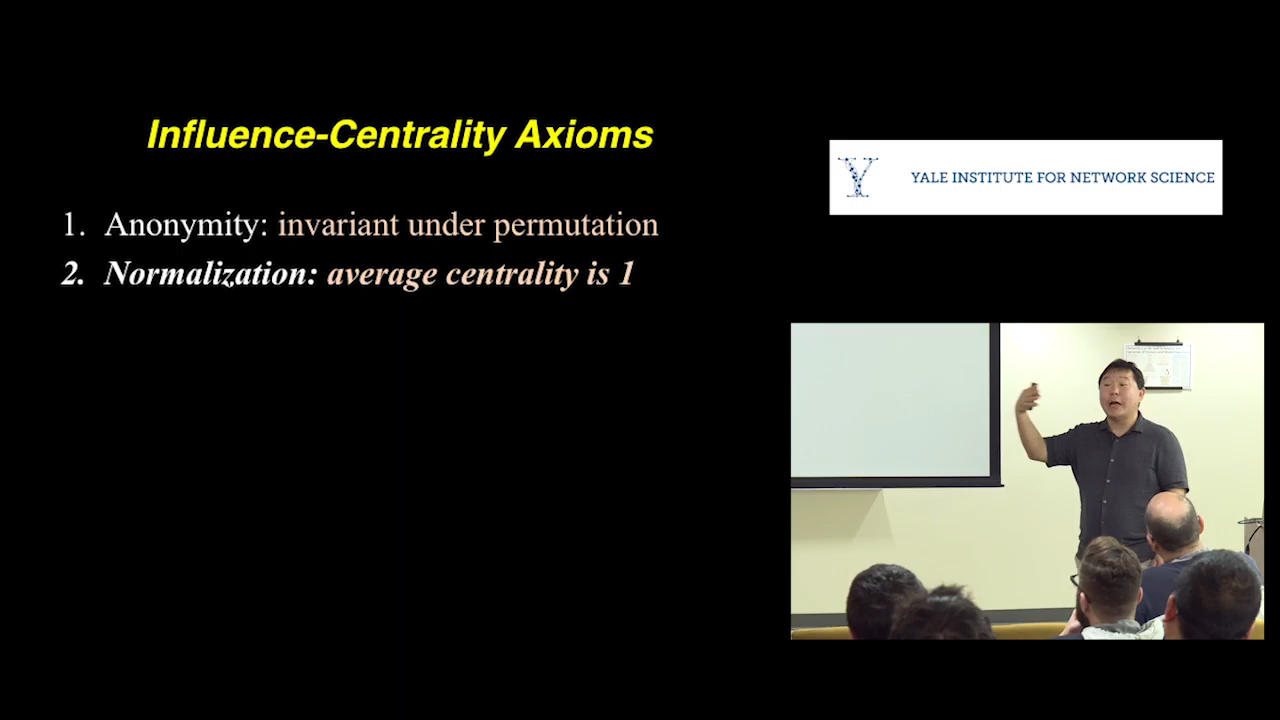 Influence-Centrality Axioms
1. Anonymity: invariant under permutation
2. Normalization: average centrality is 1
YALE INSTITUTE FOR NETWORK SCIENCE